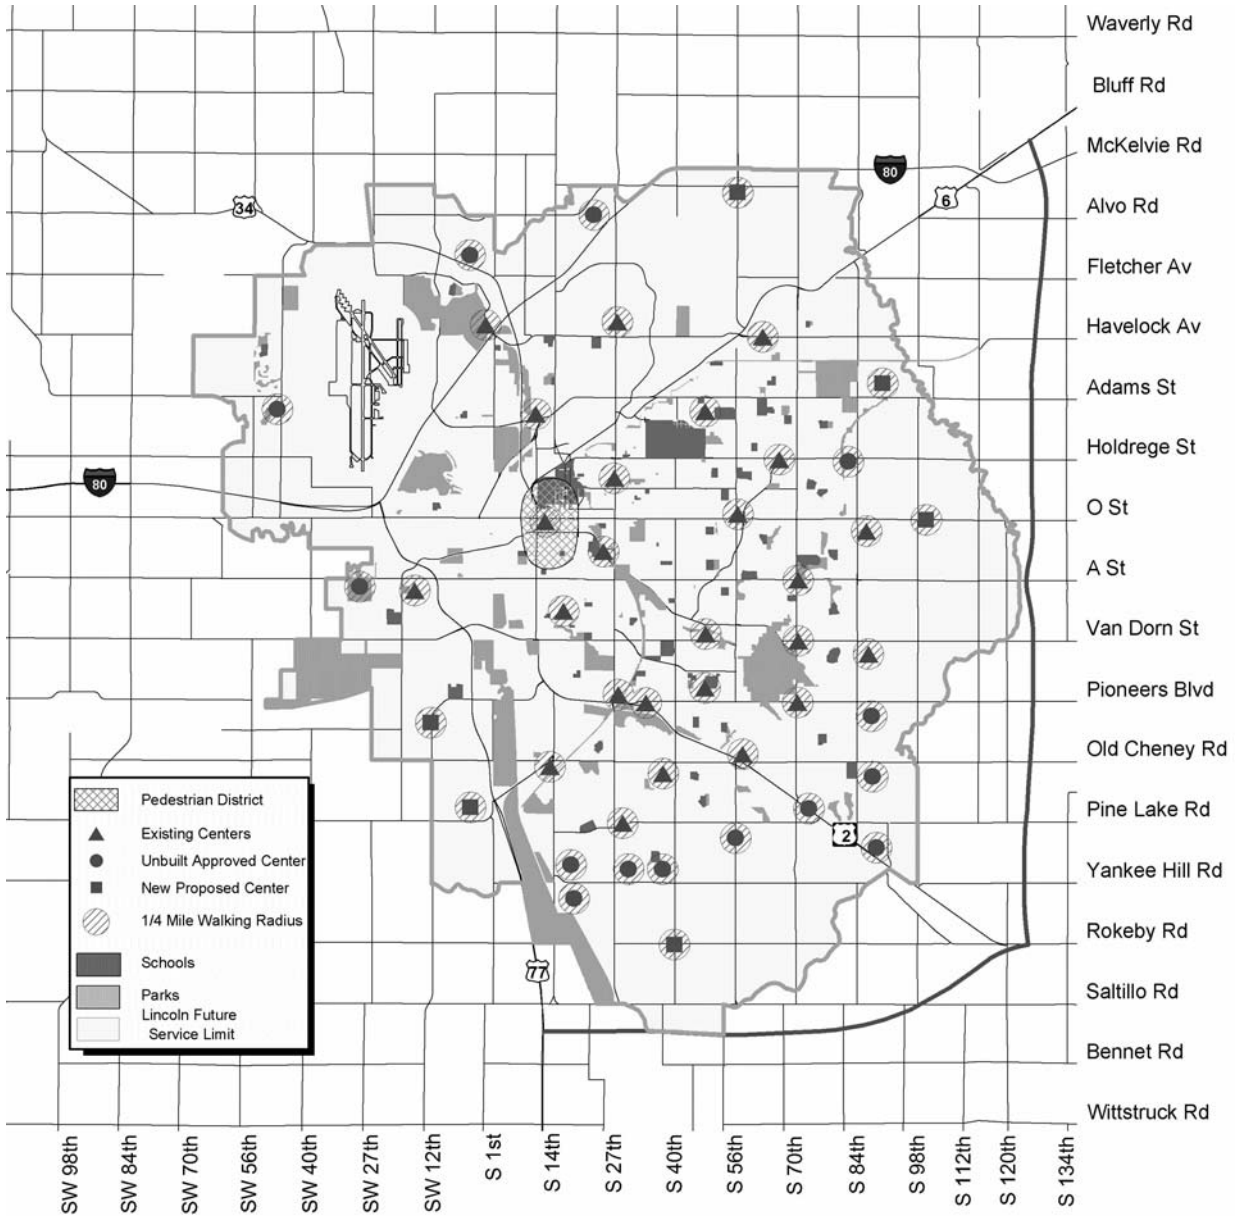 Waverly Rd
Bluff Rd
McKelvie Rd
80
34
6
Alvo Rd
Fletcher Av
Havelock Av
Adams St
Holdrege St
80
O St
A St
Van Dorn St
Pioneers Blvd
Old Cheney Rd
Pine Lake Rd
2
Yankee Hill Rd
Rokeby Rd
77
Saltillo Rd
Bennet Rd
Wittstruck Rd
Pedestrian District
Existing Centers
Unbuilt Approved Center
New Proposed Center
1/4 Mile Walking Radius
Schools
Parks
Lincoln Future
Service Limit
SW 98th
SW 84th
SW 70th
SW 56th
SW 40th
SW 27th
SW 12th
S 1st
S 14th
S 27th
S 40th
S 56th
S 70th
S 84th
S 98th
S 112th
S 120th
S 134th